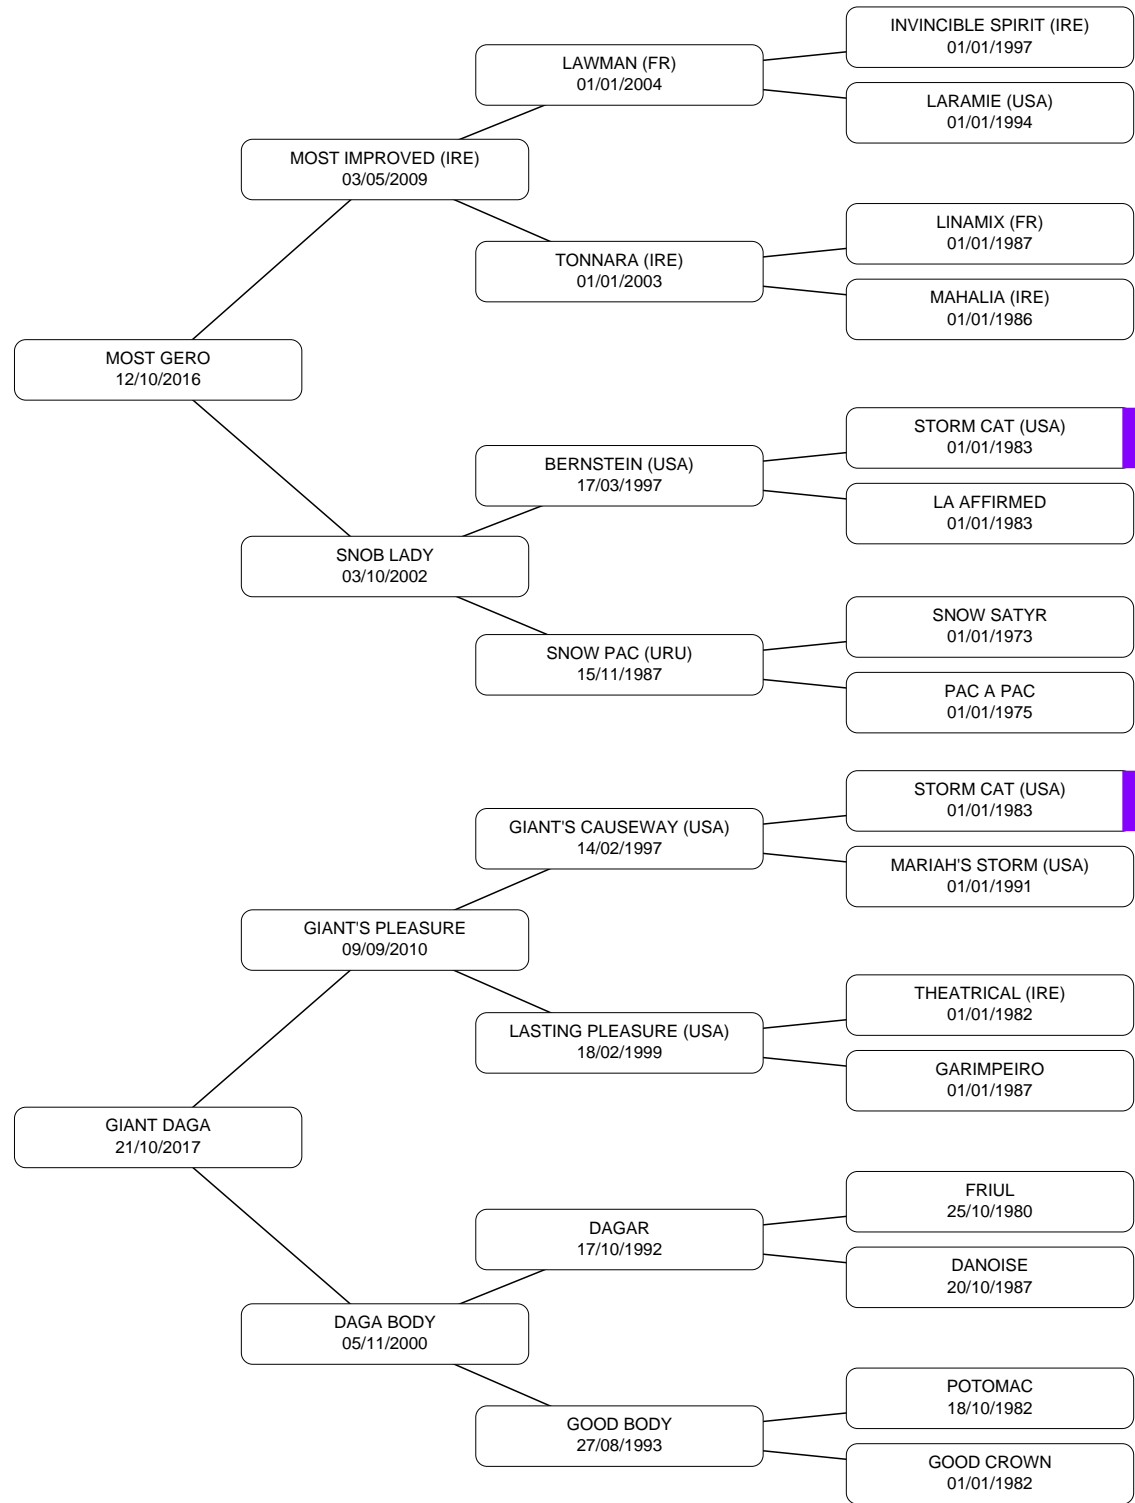 INVINCIBLE SPIRIT (IRE)
01/01/1997
LAWMAN (FR)
01/01/2004
LARAMIE (USA)
01/01/1994
MOST IMPROVED (IRE)
03/05/2009
LINAMIX (FR)
01/01/1987
TONNARA (IRE)
01/01/2003
MAHALIA (IRE)
01/01/1986
MOST GERO
12/10/2016
STORM CAT (USA)
01/01/1983
BERNSTEIN (USA)
17/03/1997
LA AFFIRMED
01/01/1983
SNOB LADY
03/10/2002
SNOW SATYR
01/01/1973
SNOW PAC (URU)
15/11/1987
PAC A PAC
01/01/1975
STORM CAT (USA)
01/01/1983
GIANT'S CAUSEWAY (USA)
14/02/1997
MARIAH'S STORM (USA)
01/01/1991
GIANT'S PLEASURE
09/09/2010
THEATRICAL (IRE)
01/01/1982
LASTING PLEASURE (USA)
18/02/1999
GARIMPEIRO
01/01/1987
GIANT DAGA
21/10/2017
FRIUL
25/10/1980
DAGAR
17/10/1992
DANOISE
20/10/1987
DAGA BODY
05/11/2000
POTOMAC
18/10/1982
GOOD BODY
27/08/1993
GOOD CROWN
01/01/1982